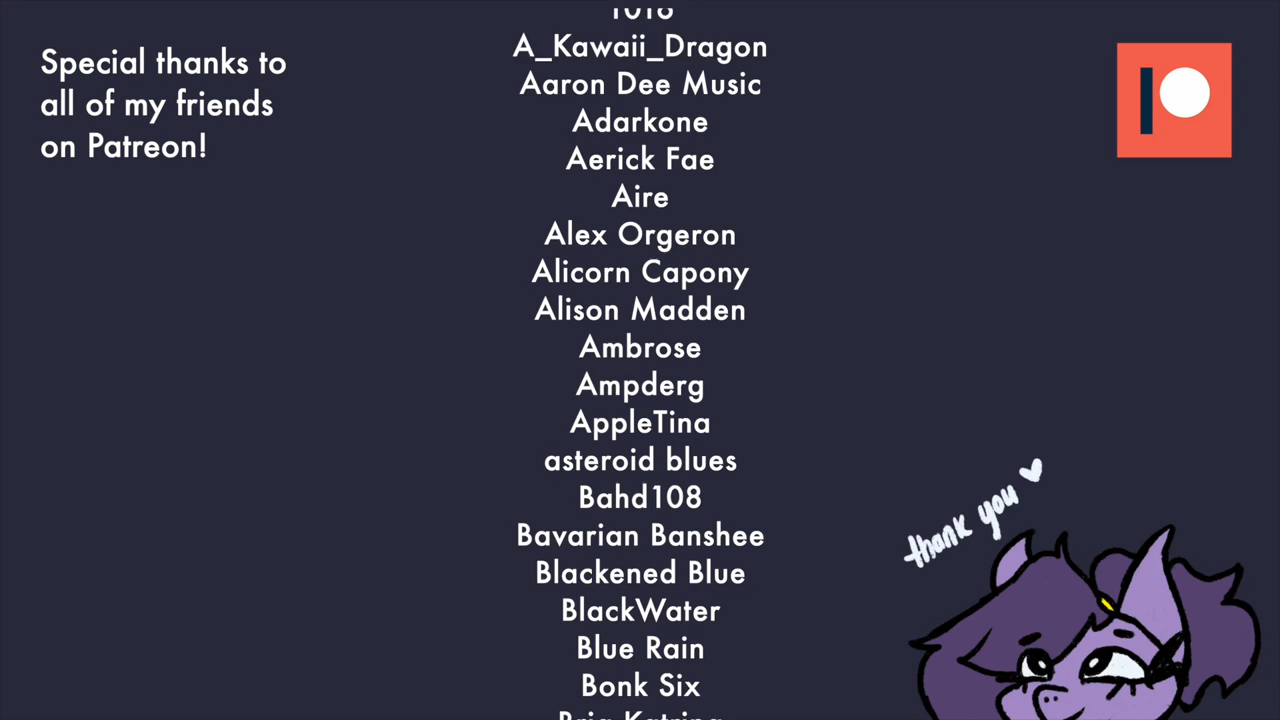 Special thanks to
all of my friends
on Patreon!
1018
A_Kawaii_Dragon
Aaron Dee Music
Adarkone
Aerick Fae
Aire
Alex Orgeron
Alicorn Capony
Alison Madden
Ambrose
Ampderg
AppleTina
asteroid blues
Bahd108
Bavarian Banshee
Blackened Blue
BlackWater
Blue Rain
Bonk Six
thank you